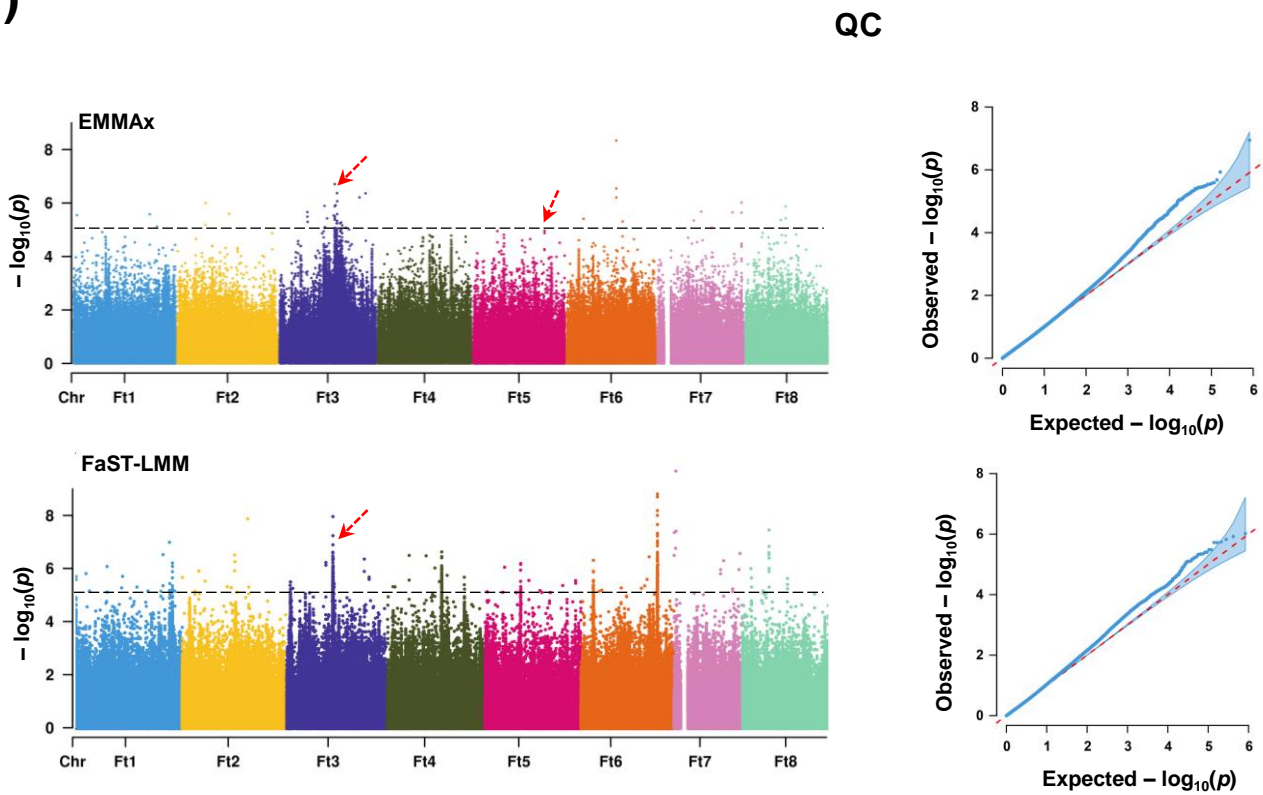 )
QC
EMMAx
– log₁₀(p)
8
6
4
2
0
Chr Ft1 Ft2 Ft3 Ft4 Ft5 Ft6 Ft7 Ft8
Observed – log₁₀(p)
8
6
4
2
0
0 1 2 3 4 5 6
Expected – log₁₀(p)
FaST-LMM
– log₁₀(p)
8
6
4
2
0
Chr Ft1 Ft2 Ft3 Ft4 Ft5 Ft6 Ft7 Ft8
Observed – log₁₀(p)
8
6
4
2
0
0 1 2 3 4 5 6
Expected – log₁₀(p)